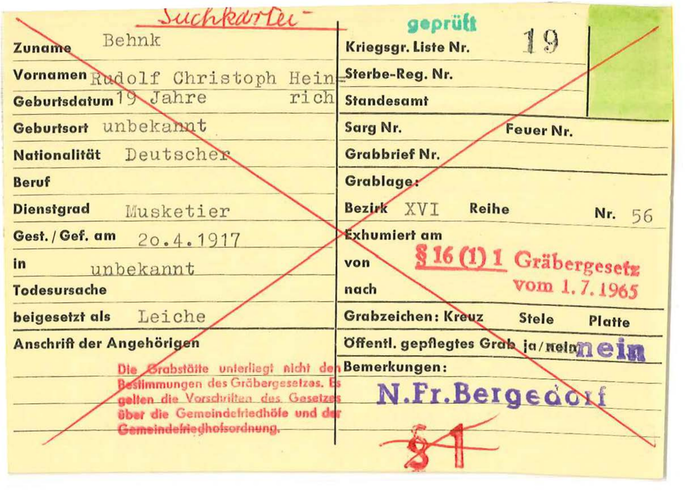 Suchkartei
geprüft
Zuname Behnk
Vornamen Rudolf Christoph Hein=
Geburtsdatum 19 Jahre rich
Geburtsort unbekannt
Nationalität Deutscher
Beruf
Dienstgrad Musketier
Gest./Gef. am 20.4.1917
in unbekannt
Todesursache
beigesetzt als Leiche
Anschrift der Angehörigen
Die Grabstätte unterliegt nicht den
Bestimmungen des Gräbergesetzes. Es
gelten die Vorschriften des Gesetzes
über die Gemeindefriedhöfe und der
Gemeindefriedhofsordnung.
Kriegsgr. Liste Nr. 19
Sterbe-Reg. Nr.
Standesamt
Sarg Nr. Feuer Nr.
Grabbrief Nr.
Grablage:
Bezirk XVI Reihe Nr. 56
Exhumiert am
von
nach
§ 16 (1) 1 Gräbergesetz
vom 1.7.1965
Grabzeichen: Kreuz Stele Platte
Öffentl. gepflegtes Grab ja/nein nein
Bemerkungen:
N.Fr.Bergedorf
§ 1